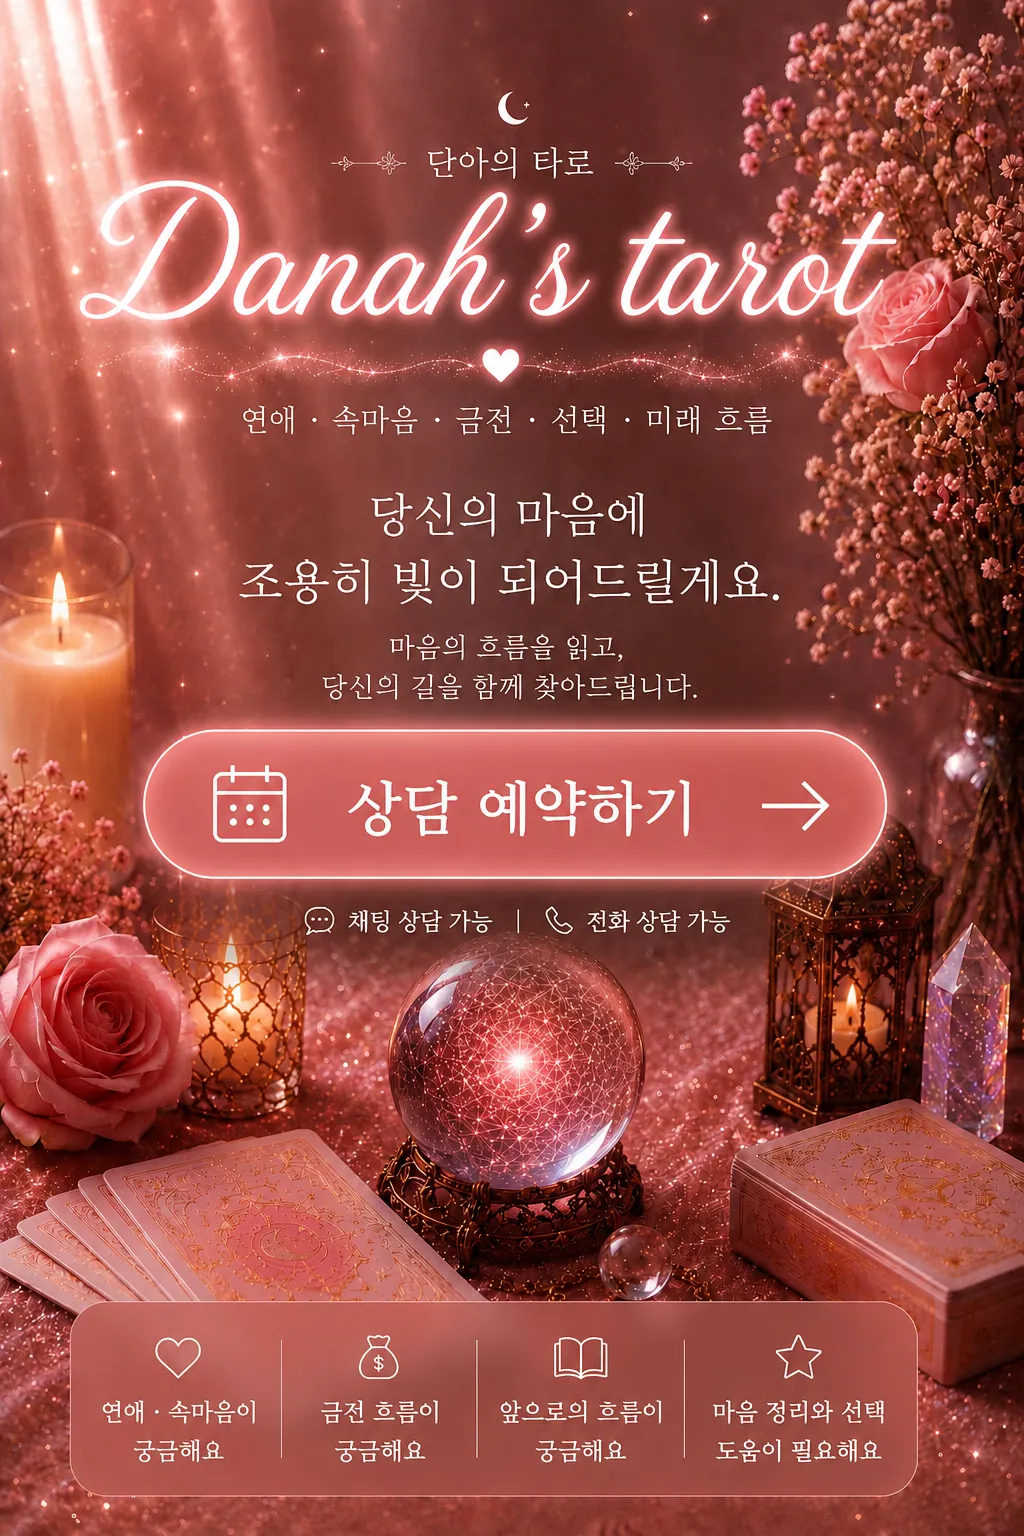 단아의 타로
Danah's tarot
연애 · 속마음 · 금전 · 선택 · 미래 흐름
당신의 마음에
조용히 빛이 되어드릴게요.
마음의 흐름을 읽고,
당신의 길을 함께 찾아드립니다.
상담 예약하기
채팅 상담 가능 | 전화 상담 가능
연애 · 속마음이
궁금해요
금전 흐름이
궁금해요
앞으로의 흐름이
궁금해요
마음 정리와 선택
도움이 필요해요